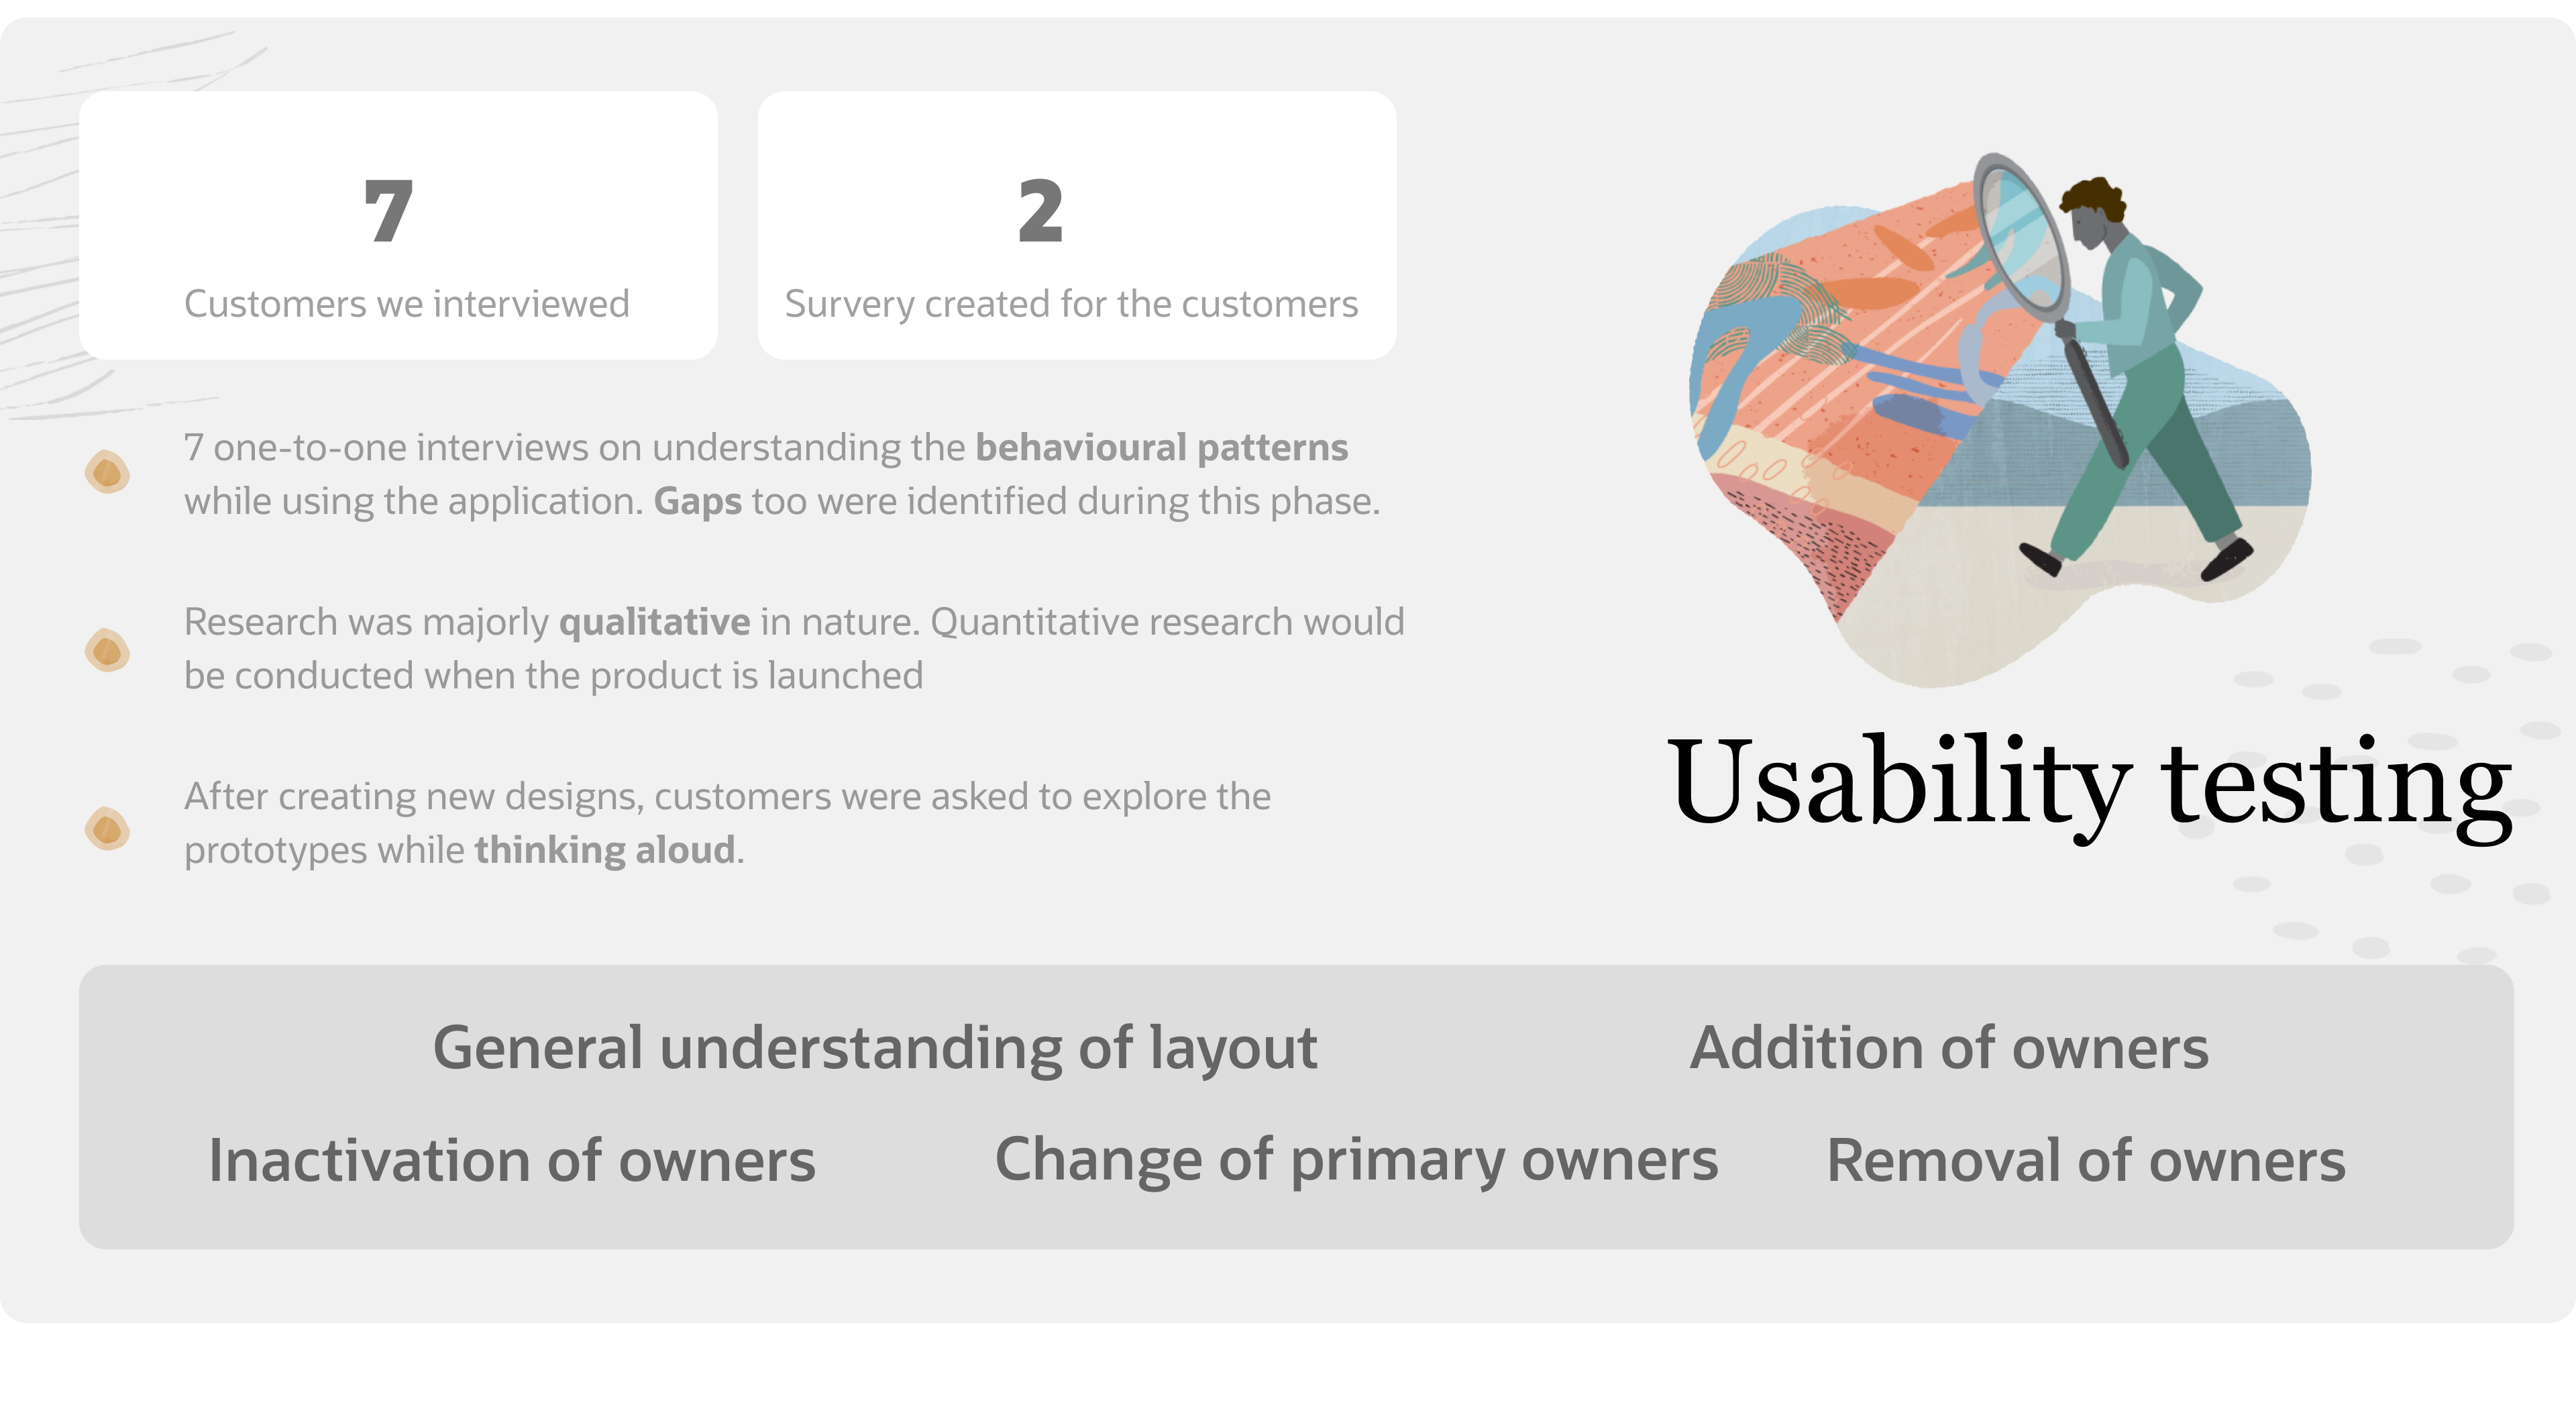 7
Customers we interviewed
2
Survery created for the customers
7 one-to-one interviews on understanding the behavioural patterns
while using the application. Gaps too were identified during this phase.
Research was majorly qualitative in nature. Quantitative research would
be conducted when the product is launched
After creating new designs, customers were asked to explore the
prototypes while thinking aloud.
Usability testing
General understanding of layout
Addition of owners
Inactivation of owners
Change of primary owners
Removal of owners